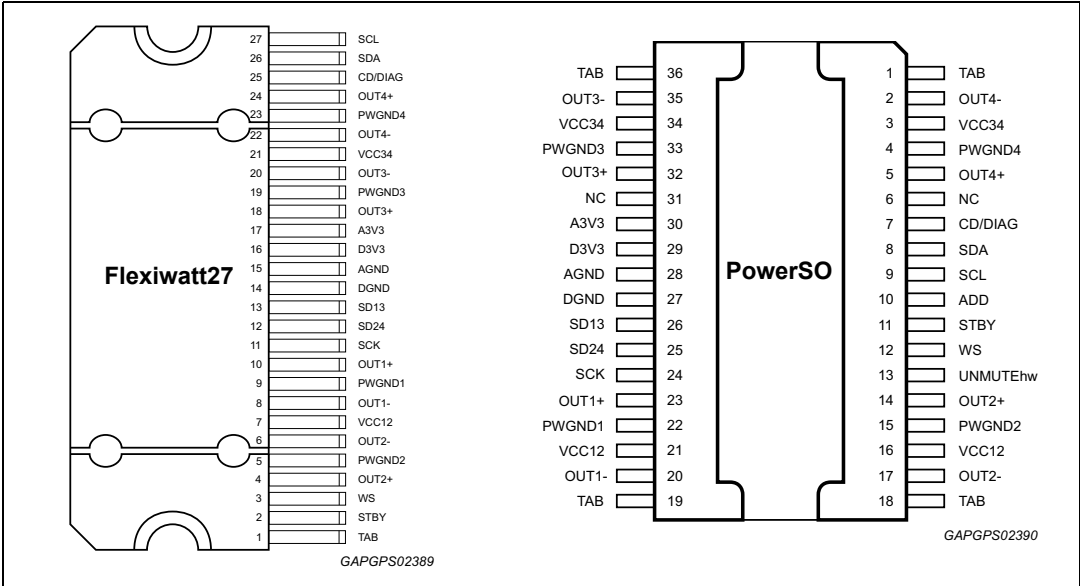 27 SCL
26 SDA
25 CD/DIAG
24 OUT4+
23 PWGND4
22 OUT4-
21 VCC34
20 OUT3-
19 PWGND3
18 OUT3+
17 A3V3
16 D3V3
15 AGND
14 DGND
13 SD13
12 SD24
11 SCK
10 OUT1+
9 PWGND1
8 OUT1-
7 VCC12
6 OUT2-
5 PWGND2
4 OUT2+
3 WS
2 STBY
1 TAB
Flexiwatt27
GAPGPS02389
TAB 36 1 TAB
OUT3- 35 2 OUT4-
VCC34 34 3 VCC34
PWGND3 33 4 PWGND4
OUT3+ 32 5 OUT4+
NC 31 6 NC
A3V3 30 7 CD/DIAG
D3V3 29 8 SDA
AGND 28 9 SCL
DGND 27 10 ADD
SD13 26 11 STBY
SD24 25 12 WS
SCK 24 13 UNMUTEhw
OUT1+ 23 14 OUT2+
PWGND1 22 15 PWGND2
VCC12 21 16 VCC12
OUT1- 20 17 OUT2-
TAB 19 18 TAB
PowerSO
GAPGPS02390